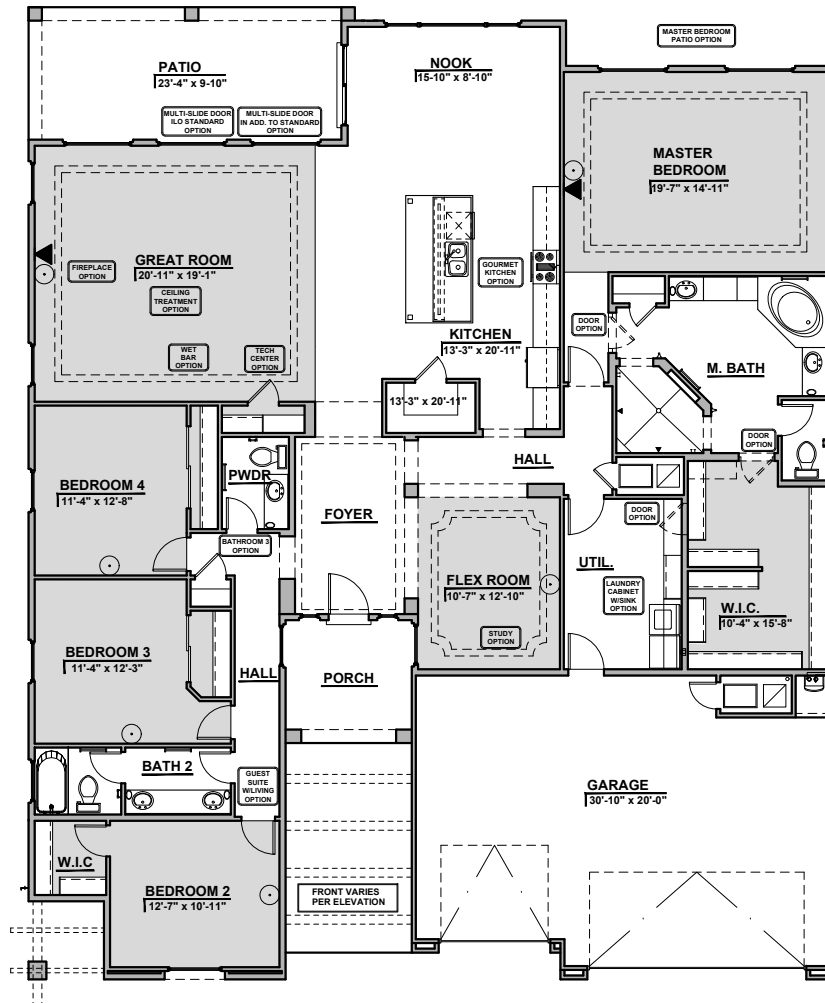 MASTER BEDROOM
PATIO OPTION
PATIO
23'-4" x 9-10"
NOOK
15-10" x 8'-10"
MULTI-SLIDE DOOR
ILO STANDARD
OPTION
MULTI-SLIDE DOOR
IN ADD. TO STANDARD
OPTION
MASTER
BEDROOM
19'-7" x 14'-11"
GREAT ROOM
20'-11" x 19'-1"
FIREPLACE
OPTION
CEILING
TREATMENT
OPTION
GOURMET
KITCHEN
OPTION
KITCHEN
13'-3" x 20'-11"
DOOR
OPTION
WET
BAR
OPTION
TECH
CENTER
OPTION
M. BATH
13'-3" x 20'-11"
DOOR
OPTION
HALL
PWDR
BEDROOM 4
11'-4" x 12'-8"
FOYER
DOOR
OPTION
BATHROOM 3
OPTION
UTIL.
FLEX ROOM
10'-7" x 12'-10"
LAUNDRY
CABINET
W/SINK
OPTION
W.I.C.
10'-4" x 15'-8"
STUDY
OPTION
BEDROOM 3
11'-4" x 12'-3"
HALL
PORCH
BATH 2
GUEST
SUITE
W/LIVING
OPTION
GARAGE
30'-10" x 20'-0"
W.I.C
BEDROOM 2
12'-7" x 10'-11"
FRONT VARIES
PER ELEVATION